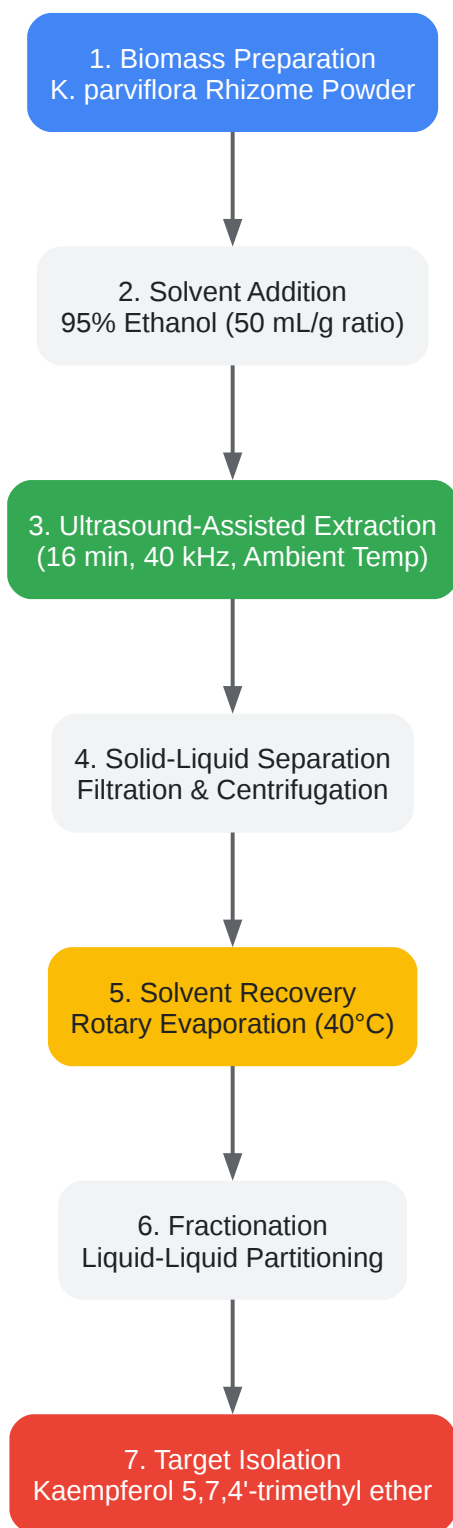 1. Biomass Preparation
K. parviflora Rhizome Powder
2. Solvent Addition
95% Ethanol (50 mL/g ratio)
3. Ultrasound-Assisted Extraction
(16 min, 40 kHz, Ambient Temp)
4. Solid-Liquid Separation
Filtration & Centrifugation
5. Solvent Recovery
Rotary Evaporation (40°C)
6. Fractionation
Liquid-Liquid Partitioning
7. Target Isolation
Kaempferol 5,7,4'-trimethyl ether